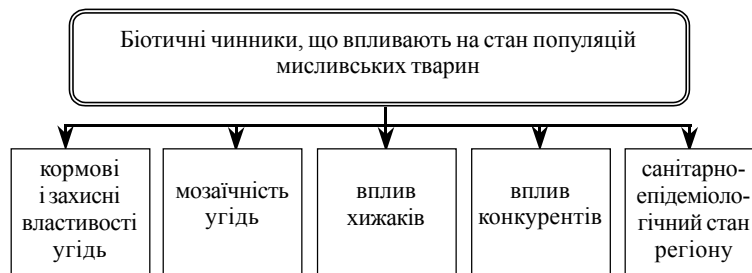 Біотичні чинники, що впливають на стан популяцій
мисливських тварин
кормові
і захисні
властивості
угідь
мозаїчність
угідь
вплив
хижаків
вплив
конкурентів
санітарно-
епідеміоло-
гічний стан
регіону